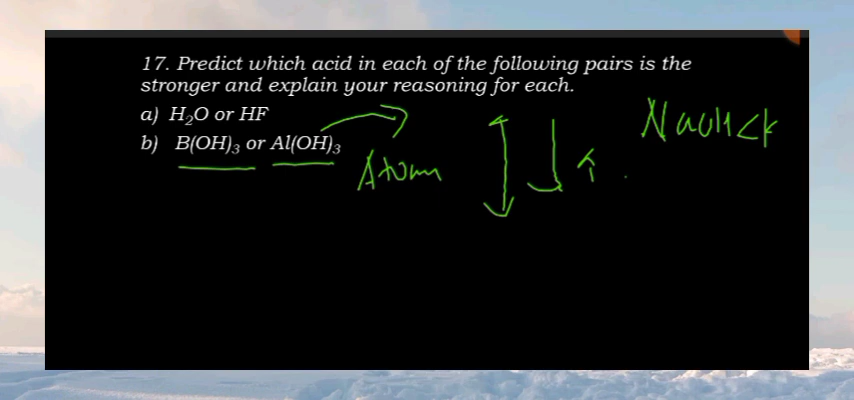 17. Predict which acid in each of the following pairs is the
stronger and explain your reasoning for each.
a) H₂O or HF
b) B(OH)₃ or Al(OH)₃
Atom
NaOH < K